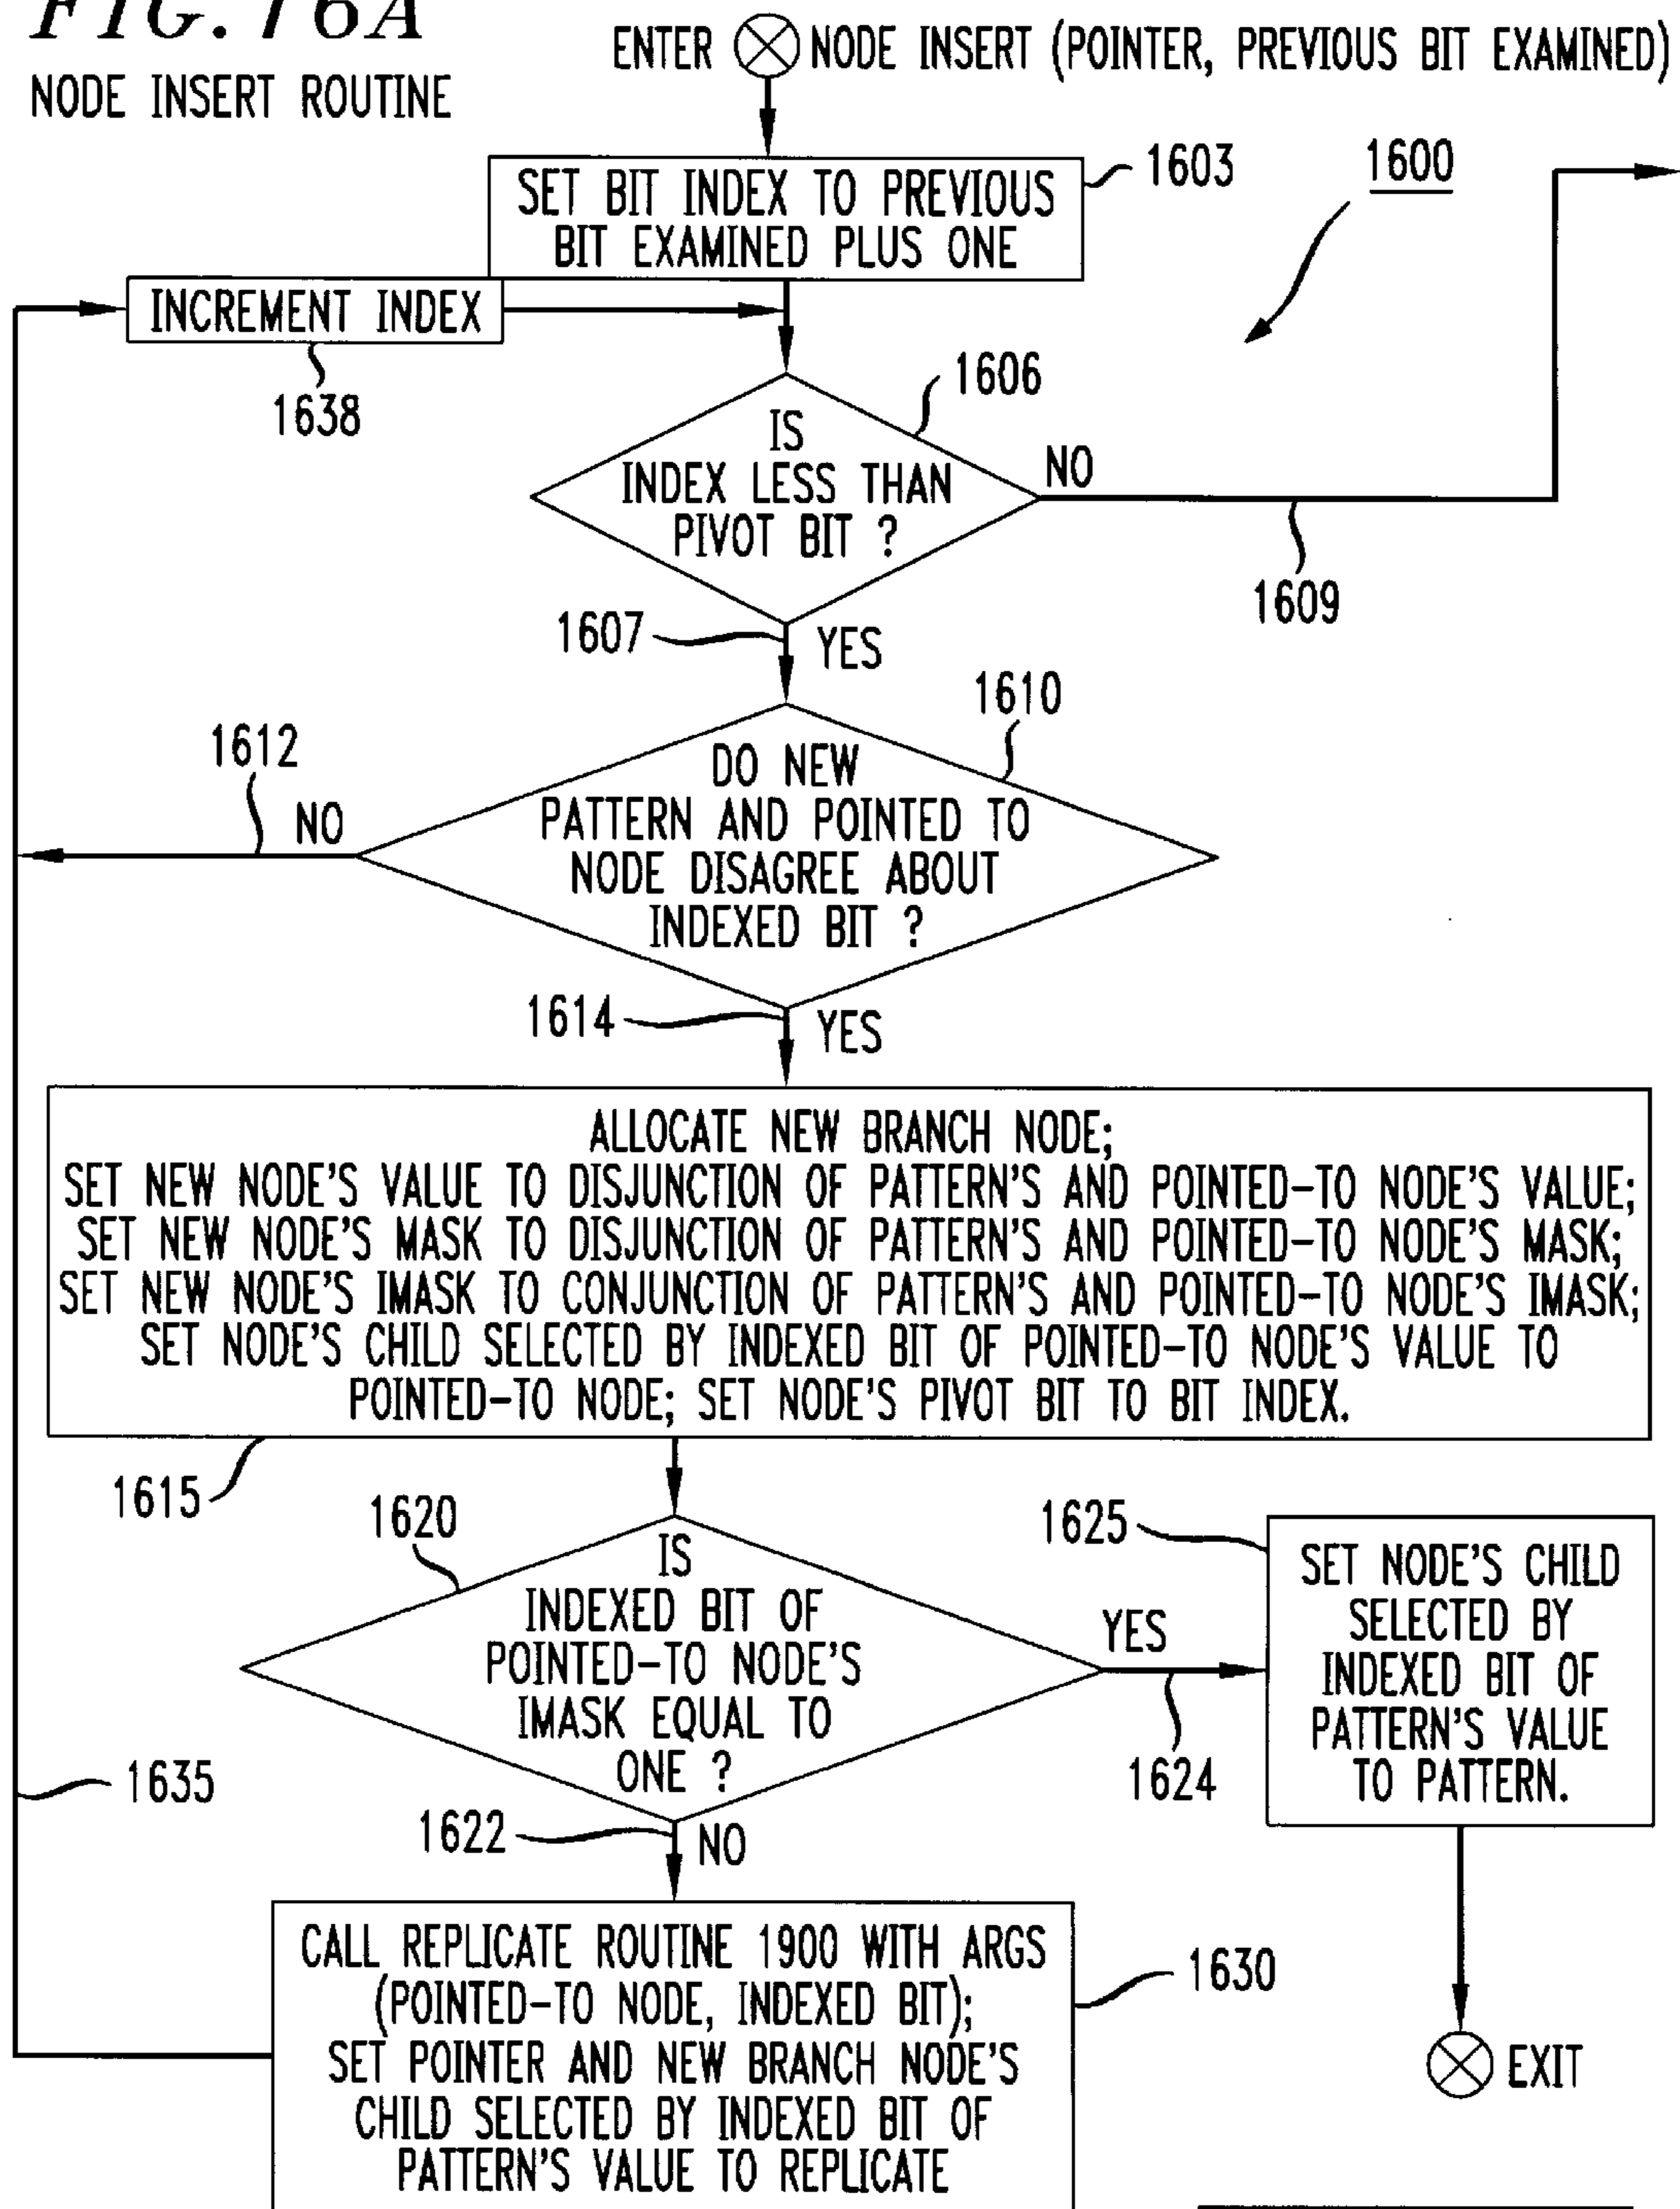 FIG. 16A
NODE INSERT ROUTINE
ENTER NODE INSERT (POINTER, PREVIOUS BIT EXAMINED)
SET BIT INDEX TO PREVIOUS
BIT EXAMINED PLUS ONE
1603
1600
INCREMENT INDEX
1638
1606
IS
INDEX LESS THAN
PIVOT BIT ?
NO
1609
1607
YES
1610
1612
NO
DO NEW
PATTERN AND POINTED TO
NODE DISAGREE ABOUT
INDEXED BIT ?
1614
YES
ALLOCATE NEW BRANCH NODE;
SET NEW NODE'S VALUE TO DISJUNCTION OF PATTERN'S AND POINTED-TO NODE'S VALUE;
SET NEW NODE'S MASK TO DISJUNCTION OF PATTERN'S AND POINTED-TO NODE'S MASK;
SET NEW NODE'S IMASK TO CONJUNCTION OF PATTERN'S AND POINTED-TO NODE'S IMASK;
SET NODE'S CHILD SELECTED BY INDEXED BIT OF POINTED-TO NODE'S VALUE TO
POINTED-TO NODE; SET NODE'S PIVOT BIT TO BIT INDEX.
1615
1620
IS
INDEXED BIT OF
POINTED-TO NODE'S
IMASK EQUAL TO
ONE ?
YES
1624
1625
SET NODE'S CHILD
SELECTED BY
INDEXED BIT OF
PATTERN'S VALUE
TO PATTERN.
1635
1622
NO
CALL REPLICATE ROUTINE 1900 WITH ARGS
(POINTED-TO NODE, INDEXED BIT);
SET POINTER AND NEW BRANCH NODE'S
CHILD SELECTED BY INDEXED BIT OF
PATTERN'S VALUE TO REPLICATE
1630
EXIT